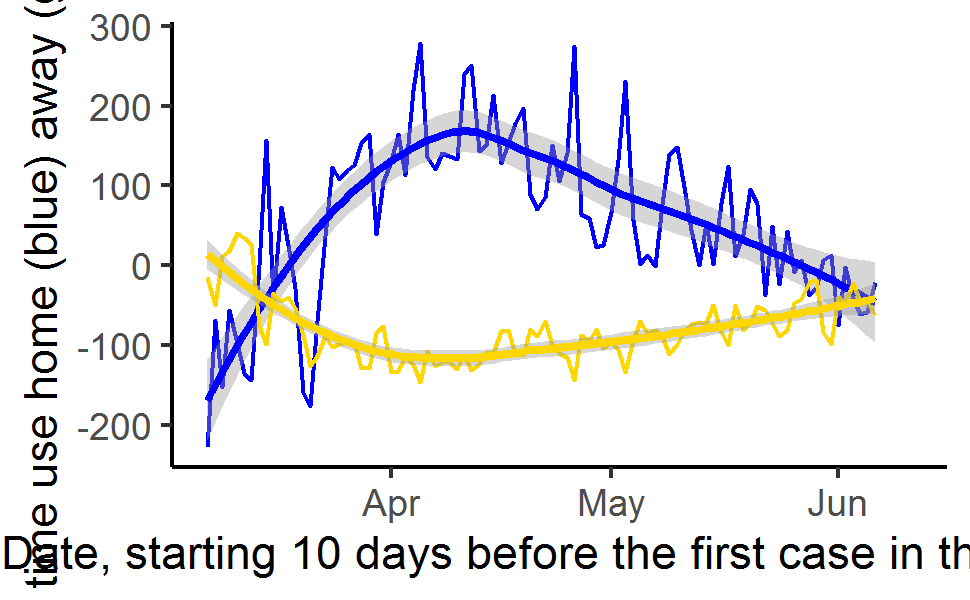 time use home (blue) away (
300
200
100
0
-100
-200
Apr May Jun
Date, starting 10 days before the first case in th